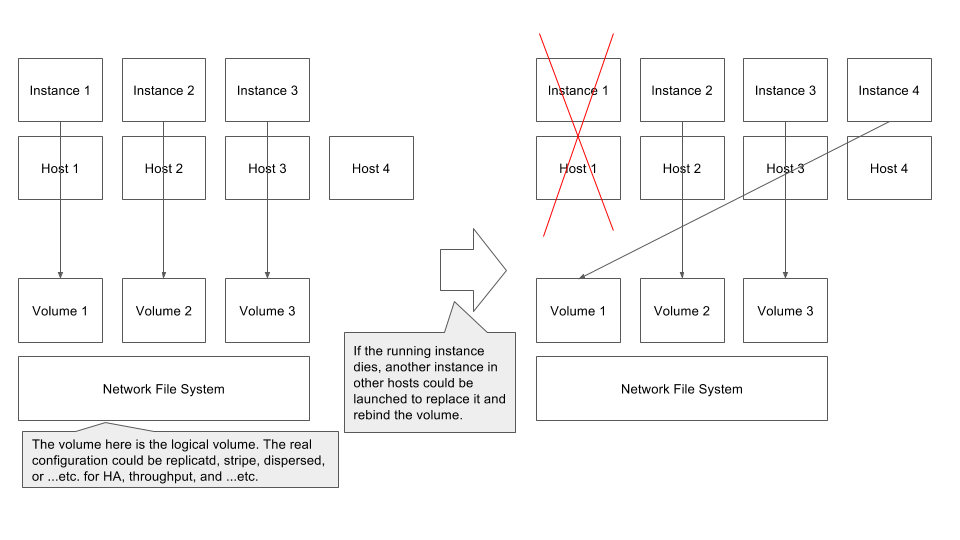 Instance 1
Instance 2
Instance 3
Host 1
Host 2
Host 3
Host 4
Volume 1
Volume 2
Volume 3
Network File System
The volume here is the logical volume. The real
configuration could be replicatd, stripe, dispersed,
or ...etc. for HA, throughput, and ...etc.
If the running instance
dies, another instance in
other hosts could be
launched to replace it and
rebind the volume.
Instance 1
Instance 2
Instance 3
Instance 4
Host 1
Host 2
Host 3
Host 4
Volume 1
Volume 2
Volume 3
Network File System